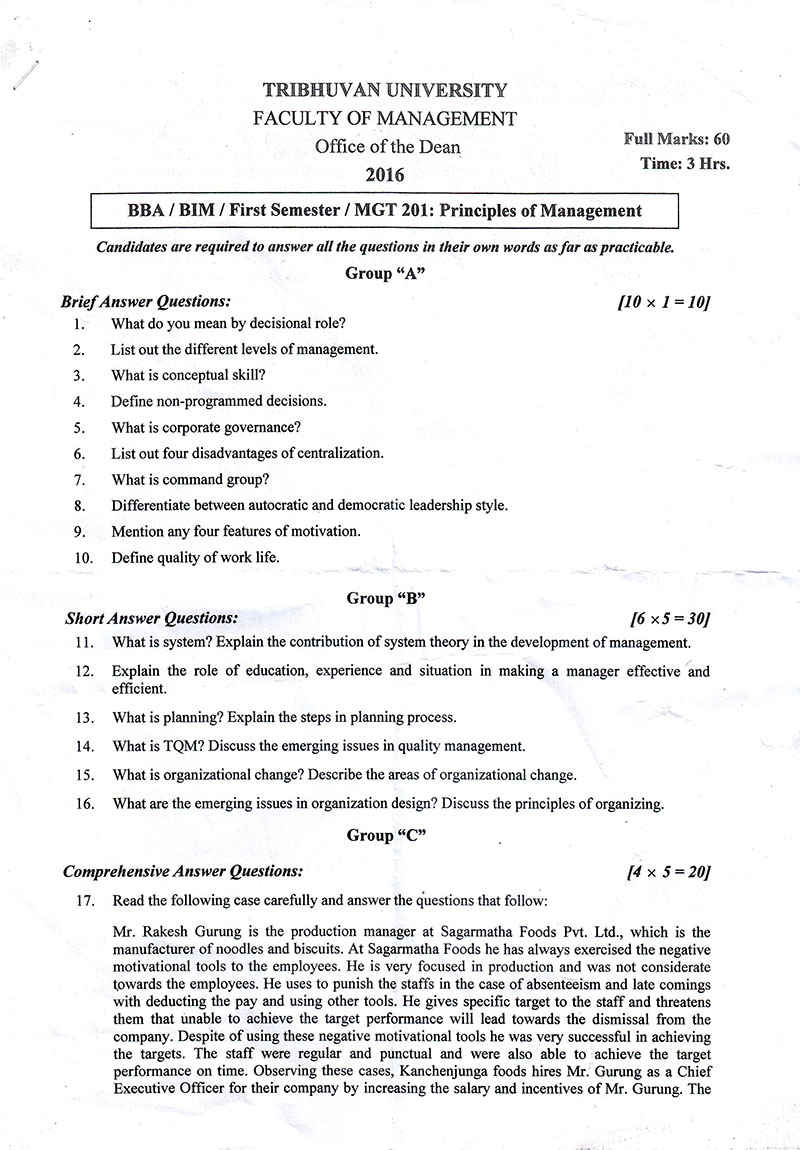 TRIBHUVAN UNIVERSITY
FACULTY OF MANAGEMENT
Office of the Dean
2016
Full Marks: 60
Time: 3 Hrs.
BBA / BIM / First Semester / MGT 201: Principles of Management
Candidates are required to answer all the questions in their own words as far as practicable.
Group “A”
Brief Answer Questions: [10 × 1 = 10]
1. What do you mean by decisional role?
2. List out the different levels of management.
3. What is conceptual skill?
4. Define non-programmed decisions.
5. What is corporate governance?
6. List out four disadvantages of centralization.
7. What is command group?
8. Differentiate between autocratic and democratic leadership style.
9. Mention any four features of motivation.
10. Define quality of work life.
Group “B”
Short Answer Questions: [6 ×5 = 30]
11. What is system? Explain the contribution of system theory in the development of management.
12. Explain the role of education, experience and situation in making a manager effective and
efficient.
13. What is planning? Explain the steps in planning process.
14. What is TQM? Discuss the emerging issues in quality management.
15. What is organizational change? Describe the areas of organizational change.
16. What are the emerging issues in organization design? Discuss the principles of organizing.
Group “C”
Comprehensive Answer Questions: [4 × 5 = 20]
17. Read the following case carefully and answer the questions that follow:
Mr. Rakesh Gurung is the production manager at Sagarmatha Foods Pvt. Ltd., which is the
manufacturer of noodles and biscuits. At Sagarmatha Foods he has always exercised the negative
motivational tools to the employees. He is very focused in production and was not considerate
towards the employees. He uses to punish the staffs in the case of absenteeism and late comings
with deducting the pay and using other tools. He gives specific target to the staff and threatens
them that unable to achieve the target performance will lead towards the dismissal from the
company. Despite of using these negative motivational tools he was very successful in achieving
the targets. The staff were regular and punctual and were also able to achieve the target
performance on time. Observing these cases, Kanchenjunga foods hires Mr. Gurung as a Chief
Executive Officer for their company by increasing the salary and incentives of Mr. Gurung. The